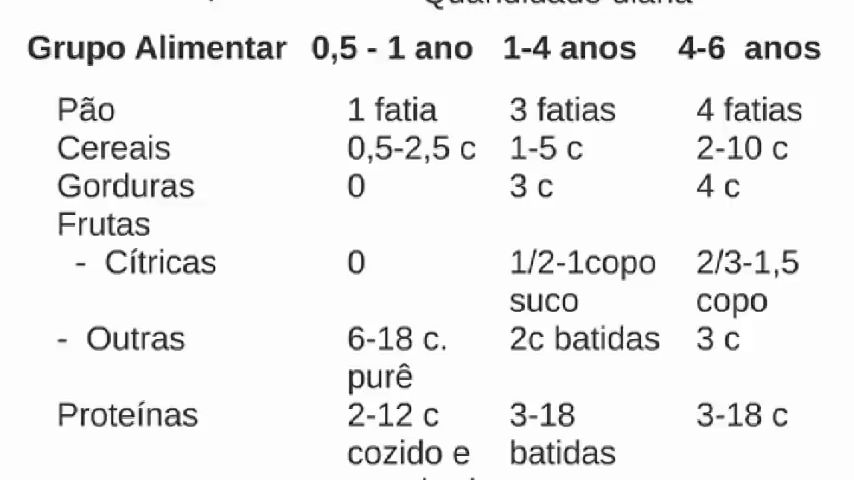 Quantidade diária
Grupo Alimentar 0,5 - 1 ano 1-4 anos 4-6 anos
Pão 1 fatia 3 fatias 4 fatias
Cereais 0,5-2,5 c 1-5 c 2-10 c
Gorduras 0 3 c 4 c
Frutas
- Cítricas 0 1/2-1copo 2/3-1,5
suco copo
- Outras 6-18 c. 2c batidas 3 c
purê
Proteínas 2-12 c 3-18 3-18 c
cozido e batidas